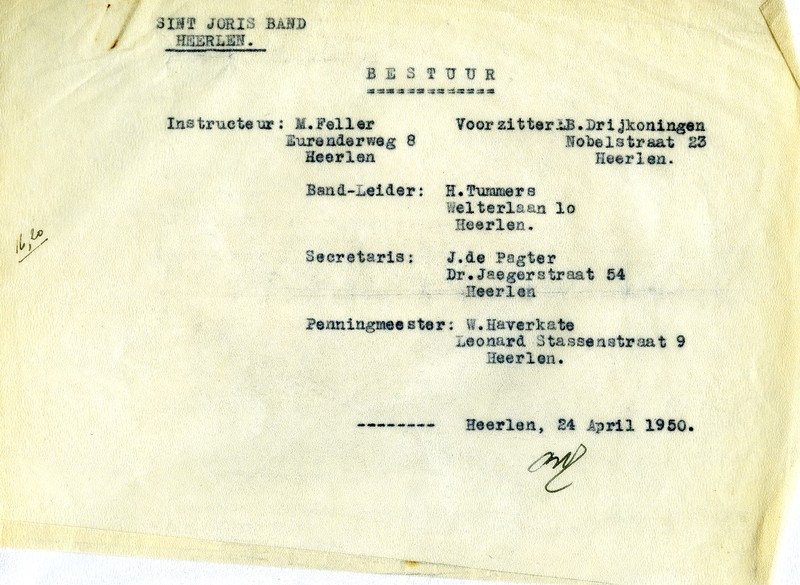 SINT JORIS BAND
HEERLEN.
B E S T U U R
============
Instructeur: M.Feller
Eurenderweg 8
Heerlen
Voorzitter:B.Drijkoningen
Nobelstraat 23
Heerlen.
Band-Leider: H.Tummers
Welterlaan 1o
Heerlen.
16,20
Secretaris: J.de Pagter
Dr.Jaegerstraat 54
Heerlen
Penningmeester: W.Haverkate
Leonard Stassenstraat 9
Heerlen.
-------- Heerlen, 24 April 1950.